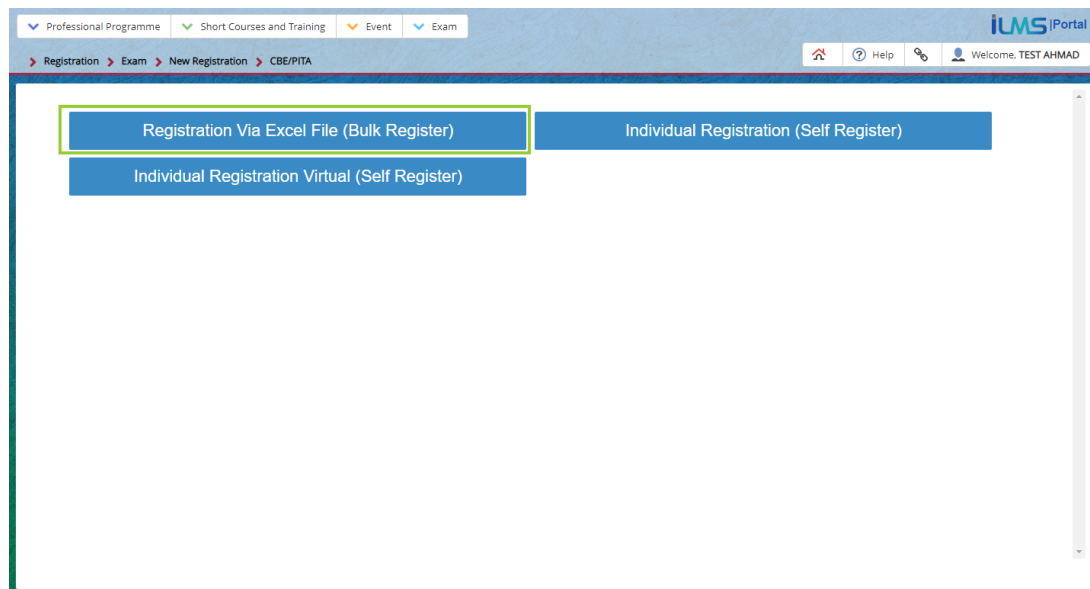 Professional Programme Short Courses and Training Event Exam
iLMS |Portal
Registration Exam New Registration CBE/PITA
Help Welcome, TEST AHMAD
Registration Via Excel File (Bulk Register) Individual Registration (Self Register)
Individual Registration Virtual (Self Register)